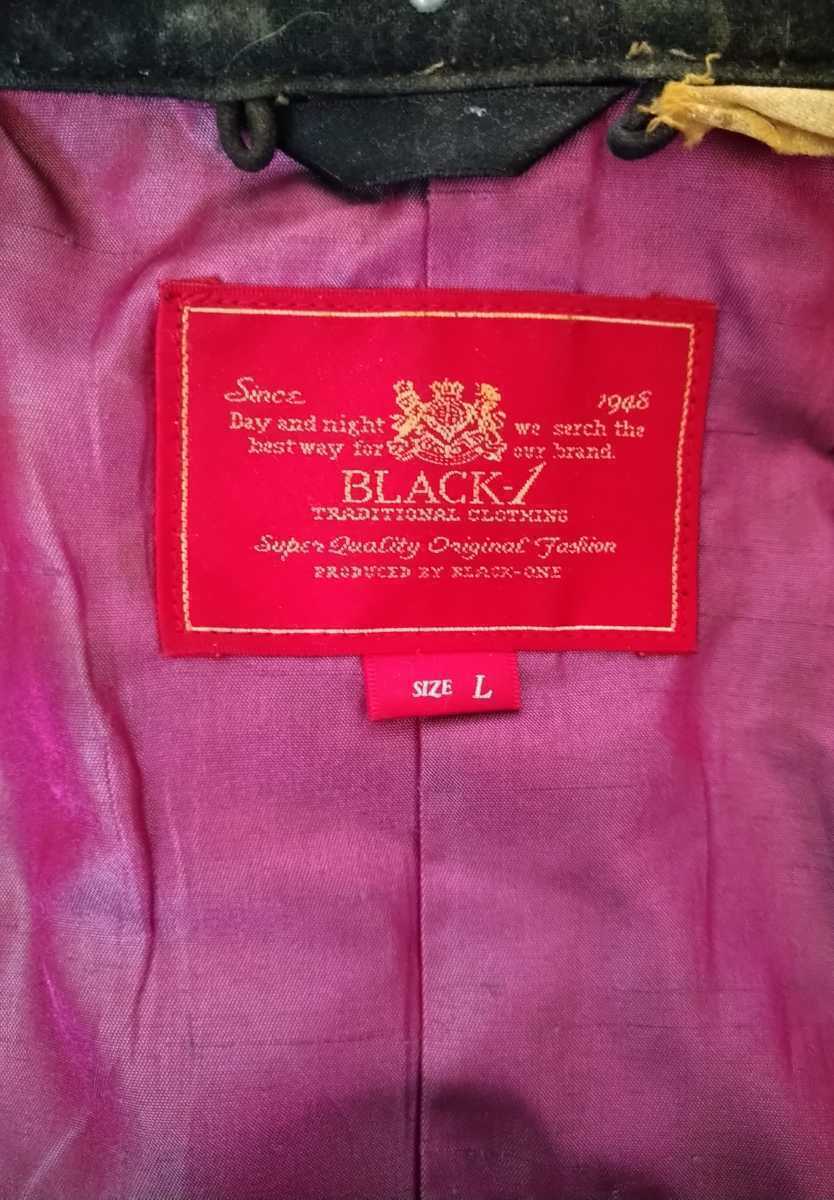 Since 1948
Day and night we serch the
best way for our brand.
BLACK-1
TRADITIONAL CLOTHING
Super Quality Original Fashion
PRODUCED BY BLACK-ONE
SIZE L